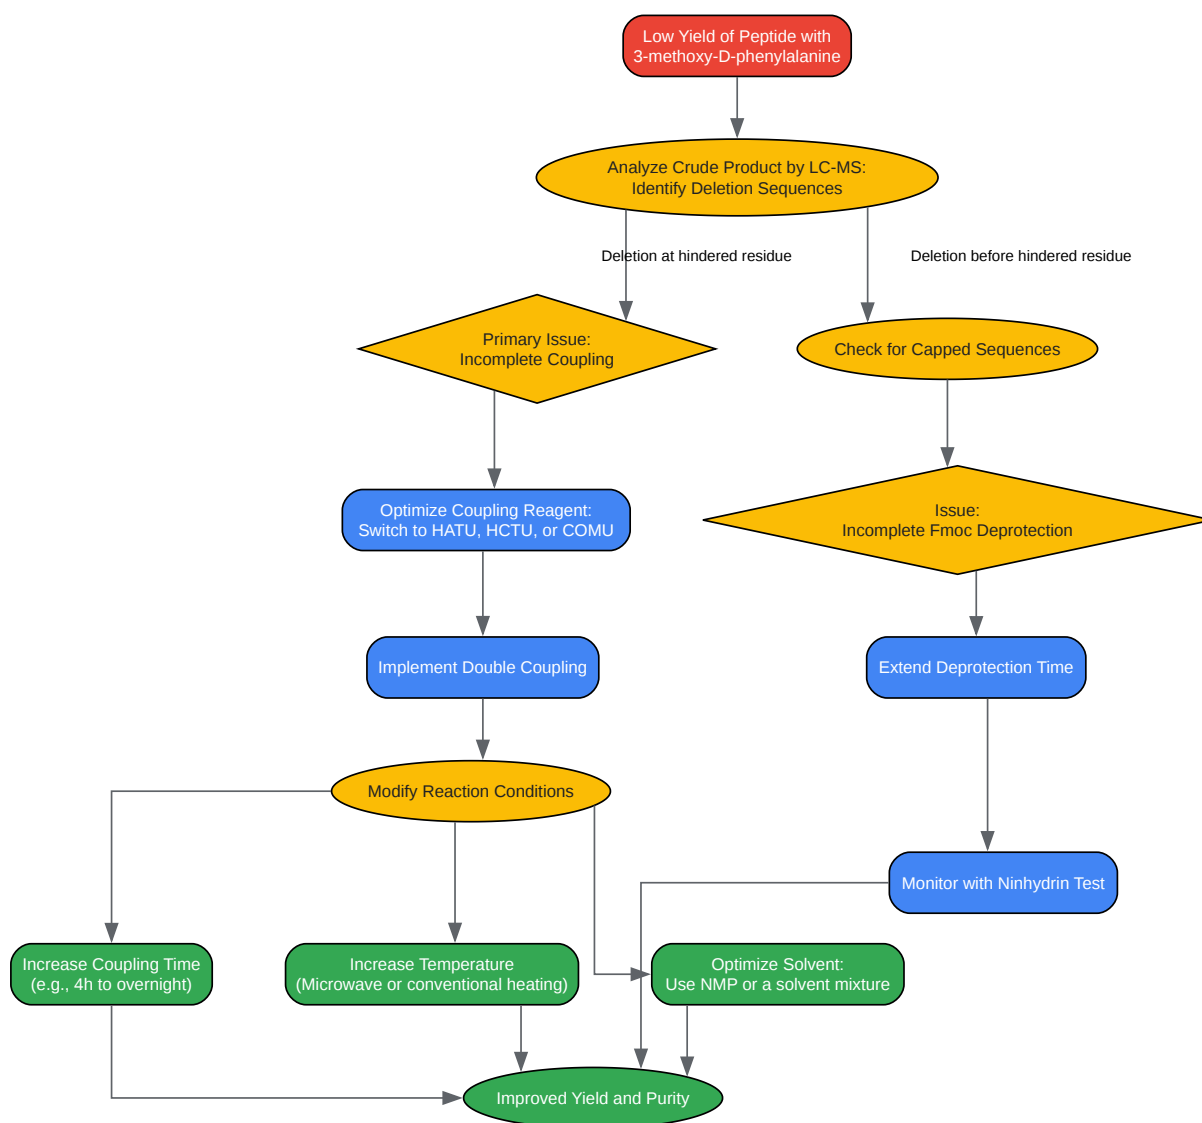 Low Yield of Peptide with
3-methoxy-D-phenylalanine
Analyze Crude Product by LC-MS:
Identify Deletion Sequences
Deletion at hindered residue
Deletion before hindered residue
Primary Issue:
Incomplete Coupling
Check for Capped Sequences
Optimize Coupling Reagent:
Switch to HATU, HCTU, or COMU
Issue:
Incomplete Fmoc Deprotection
Implement Double Coupling
Extend Deprotection Time
Modify Reaction Conditions
Monitor with Ninhydrin Test
Increase Coupling Time
(e.g., 4h to overnight)
Increase Temperature
(Microwave or conventional heating)
Optimize Solvent:
Use NMP or a solvent mixture
Improved Yield and Purity